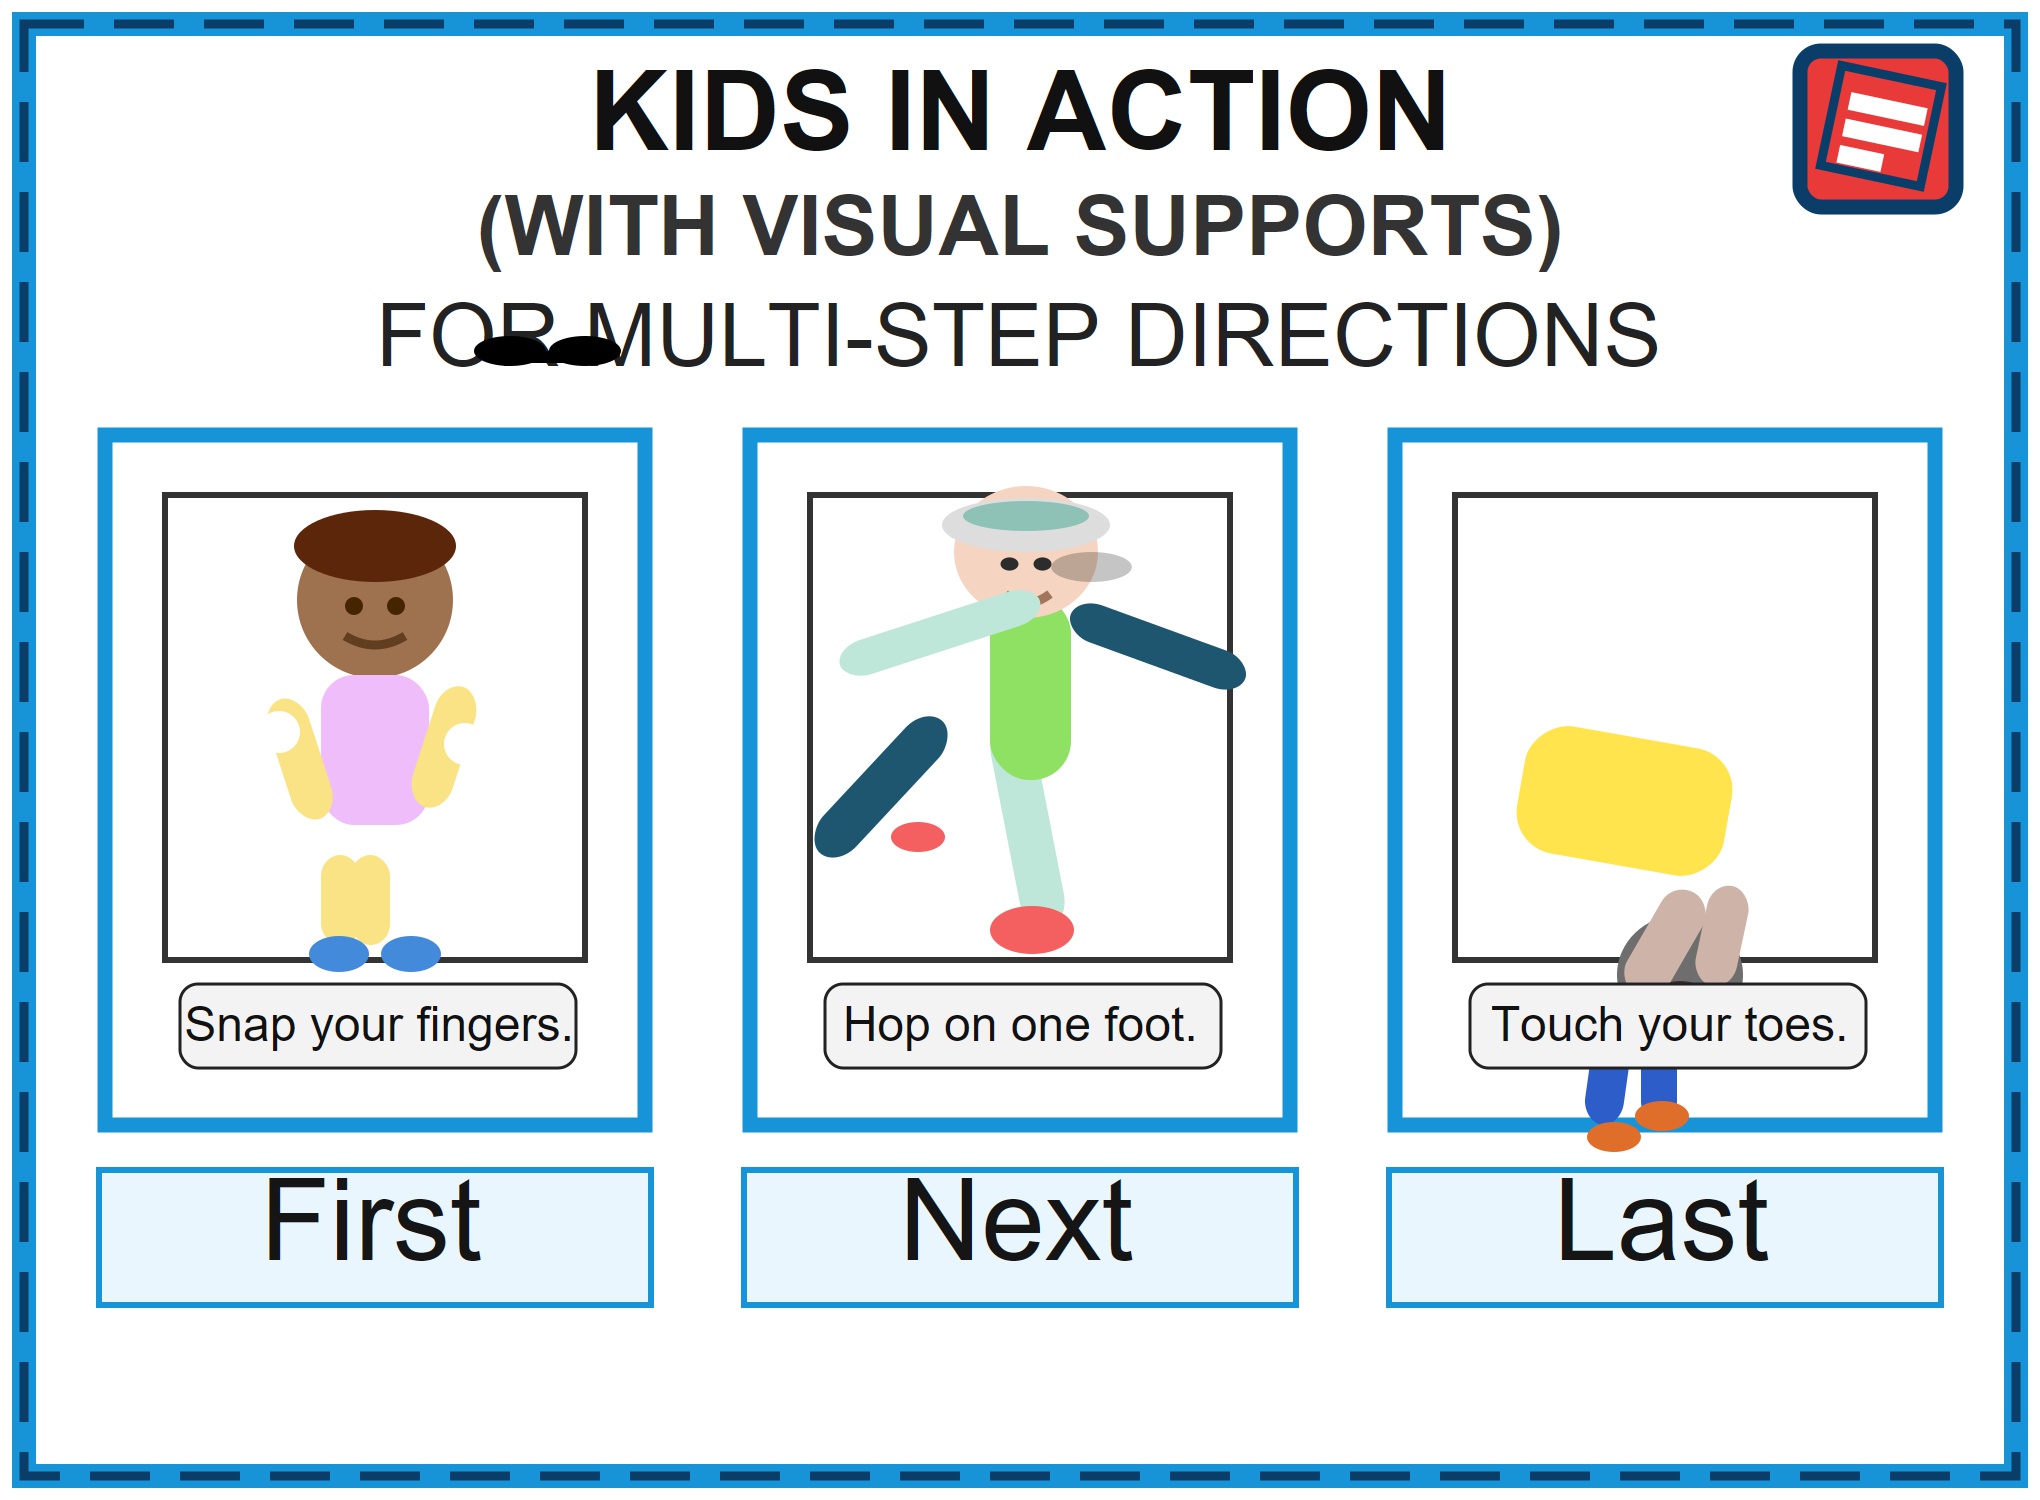 KIDS IN ACTION
(WITH VISUAL SUPPORTS)
FOR MULTI-STEP DIRECTIONS
Snap your fingers.
Hop on one foot.
Touch your toes.
First
Next
Last